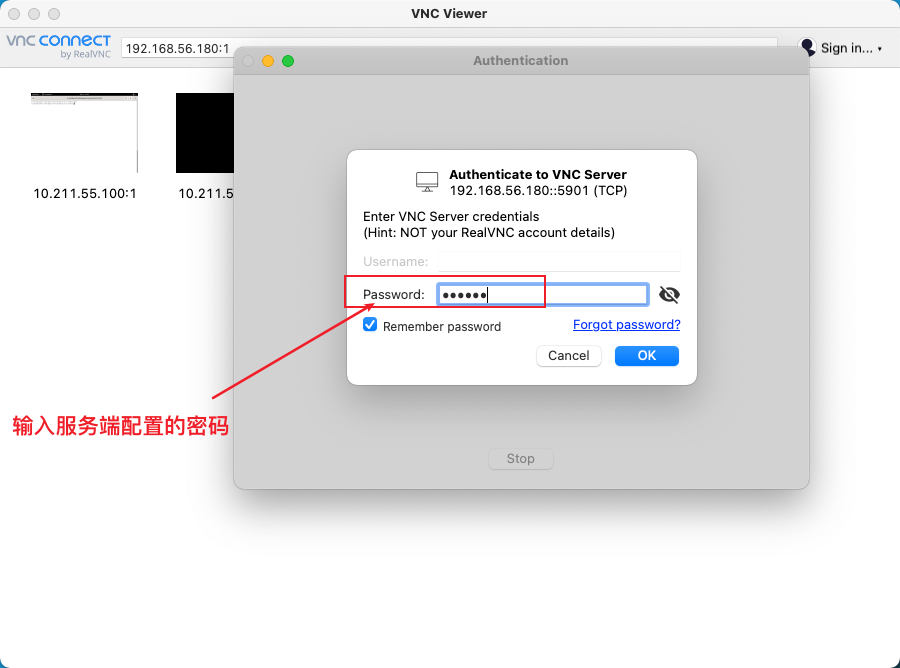 VNC Viewer
vnc connect
by RealVNC
192.168.56.180:1
Sign in...
Authentication
10.211.55.100:1
10.211.5
Authenticate to VNC Server
192.168.56.180::5901 (TCP)
Enter VNC Server credentials
(Hint: NOT your RealVNC account details)
Username:
Password: ••••••
Remember password
Forgot password?
Cancel
OK
输入服务端配置的密码
Stop